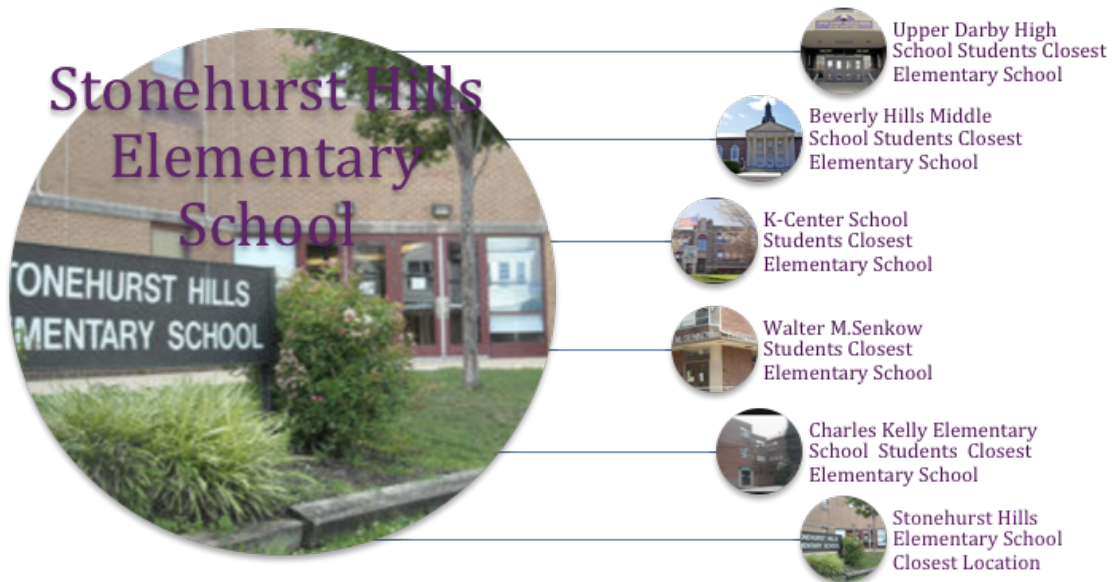 Stonehurst Hills
Elementary
School
TONEHURST HILLS
EMENTARY SCHOOL
Upper Darby High
School Students Closest
Elementary School
Beverly Hills Middle
School Students Closest
Elementary School
K-Center School
Students Closest
Elementary School
Walter M.Senkow
Students Closest
Elementary School
Charles Kelly Elementary
School Students Closest
Elementary School
Stonehurst Hills
Elementary School
Closest Location